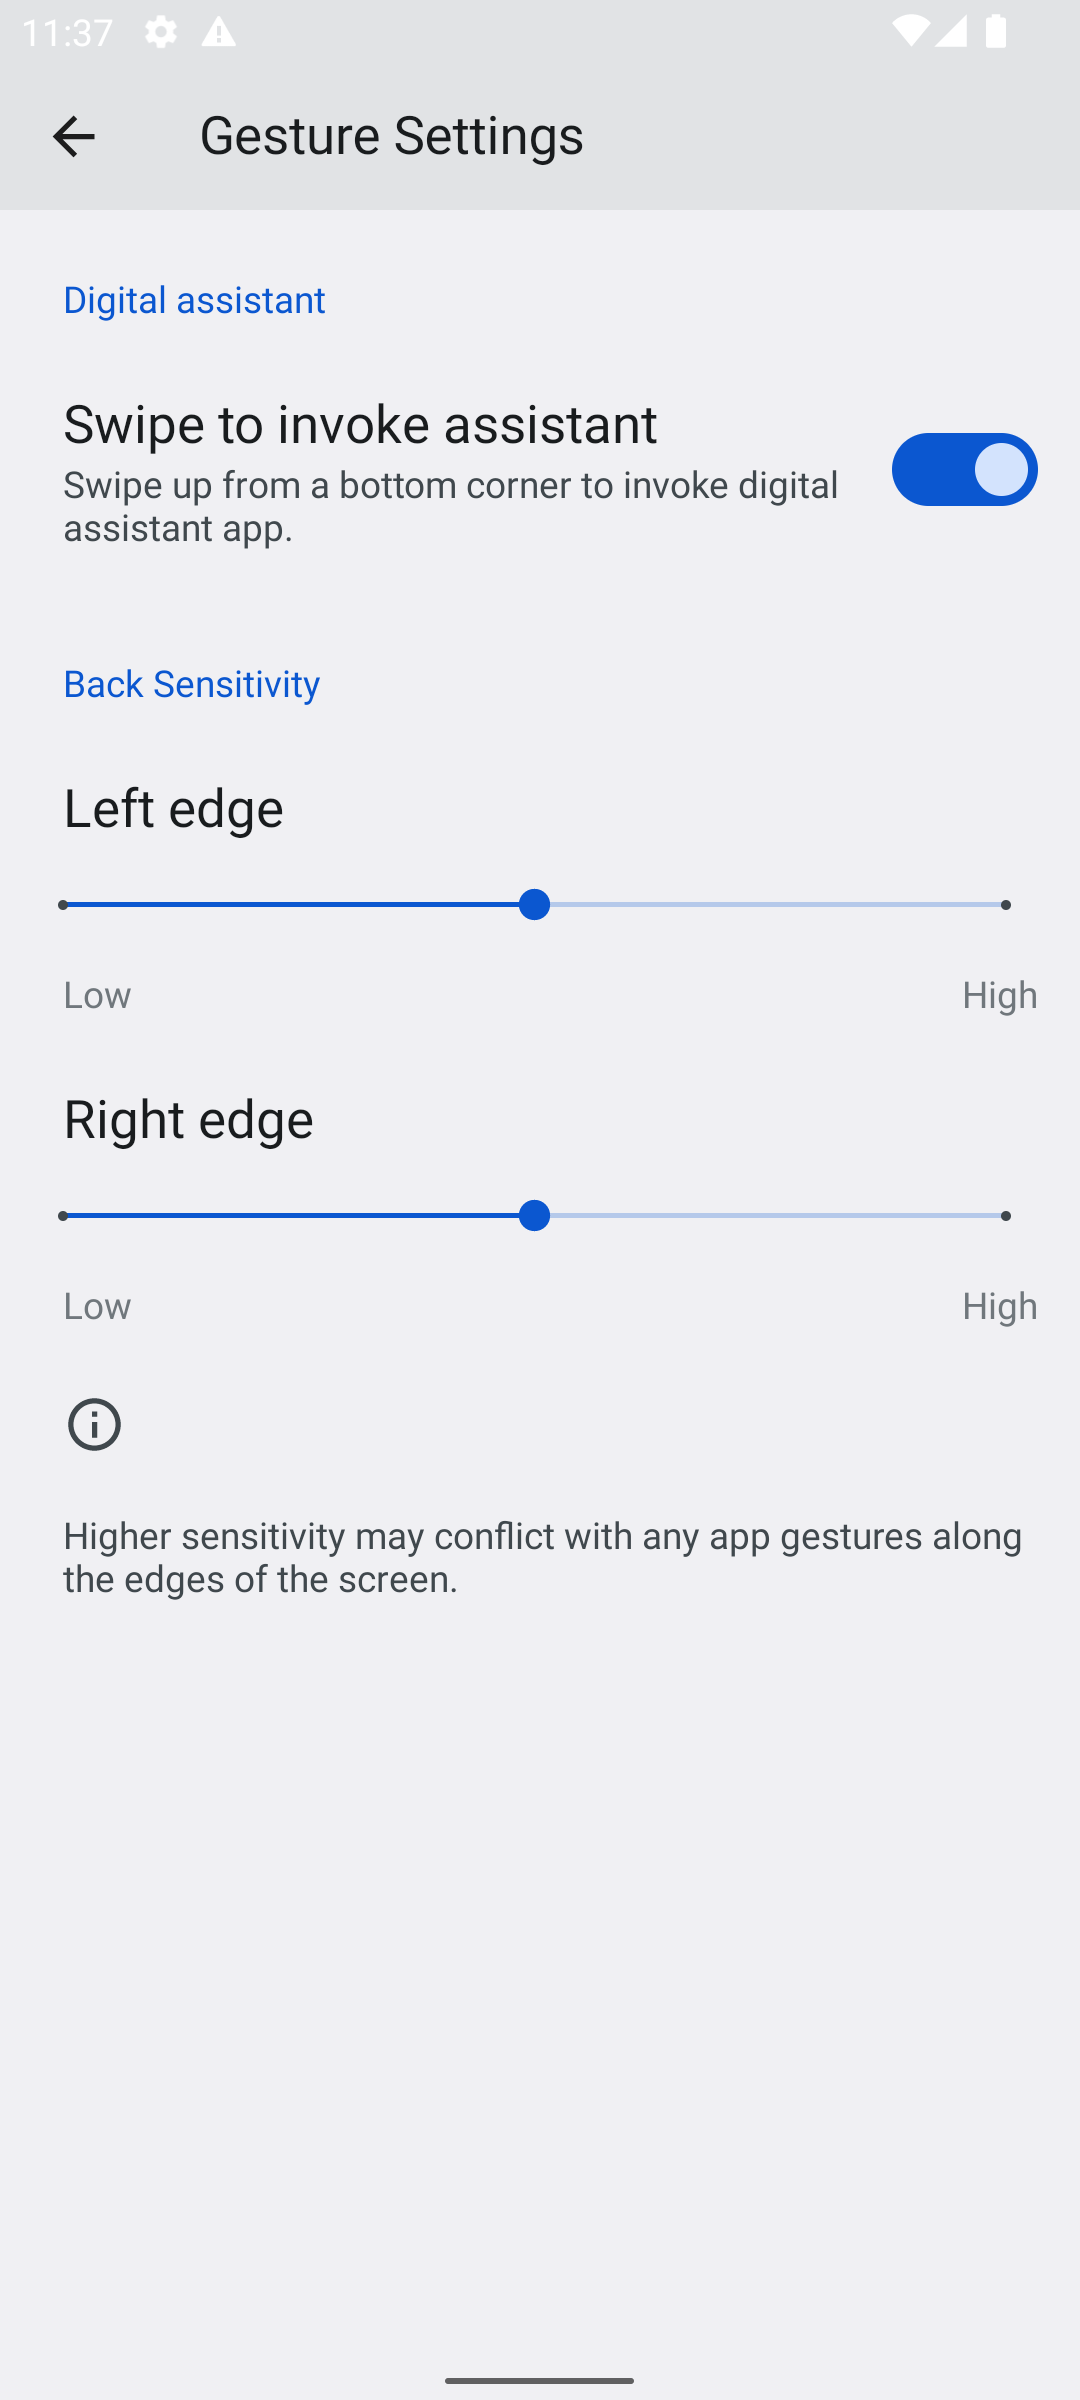 11:37
Gesture Settings
Digital assistant
Swipe to invoke assistant
Swipe up from a bottom corner to invoke digital
assistant app.
Back Sensitivity
Left edge
Low High
Right edge
Low High
Higher sensitivity may conflict with any app gestures along
the edges of the screen.